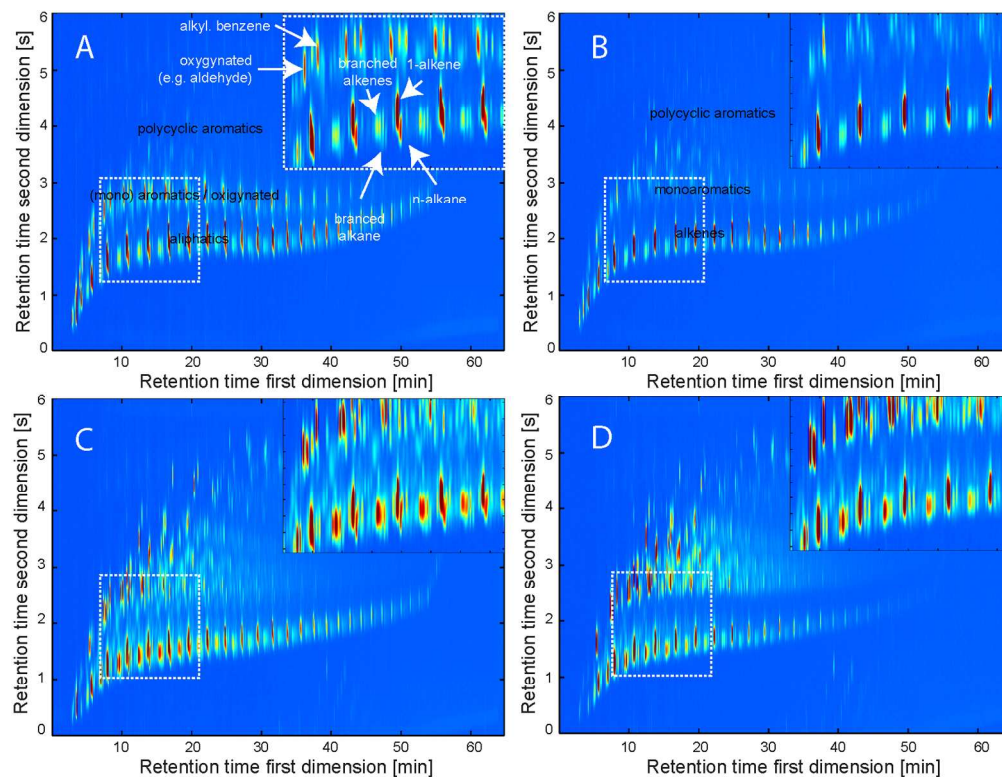 A
alkyl. benzene
oxygynated
(e.g. aldehyde)
branched
alkenes
1-alkene
polycyclic aromatics
(mono) aromatics / oxigynated
n-alkane
branced
alkane
aliphatics
6
5
4
3
2
1
0
10
20
30
40
50
60
Retention time second dimension [s]
Retention time first dimension [min]
B
polycyclic aromatics
monoaromatics
alkenes
6
5
4
3
2
1
0
10
20
30
40
50
60
Retention time second dimension [s]
Retention time first dimension [min]
C
6
5
4
3
2
1
0
10
20
30
40
50
60
Retention time second dimension [s]
Retention time first dimension [min]
D
6
5
4
3
2
1
0
10
20
30
40
50
60
Retention time second dimension [s]
Retention time first dimension [min]